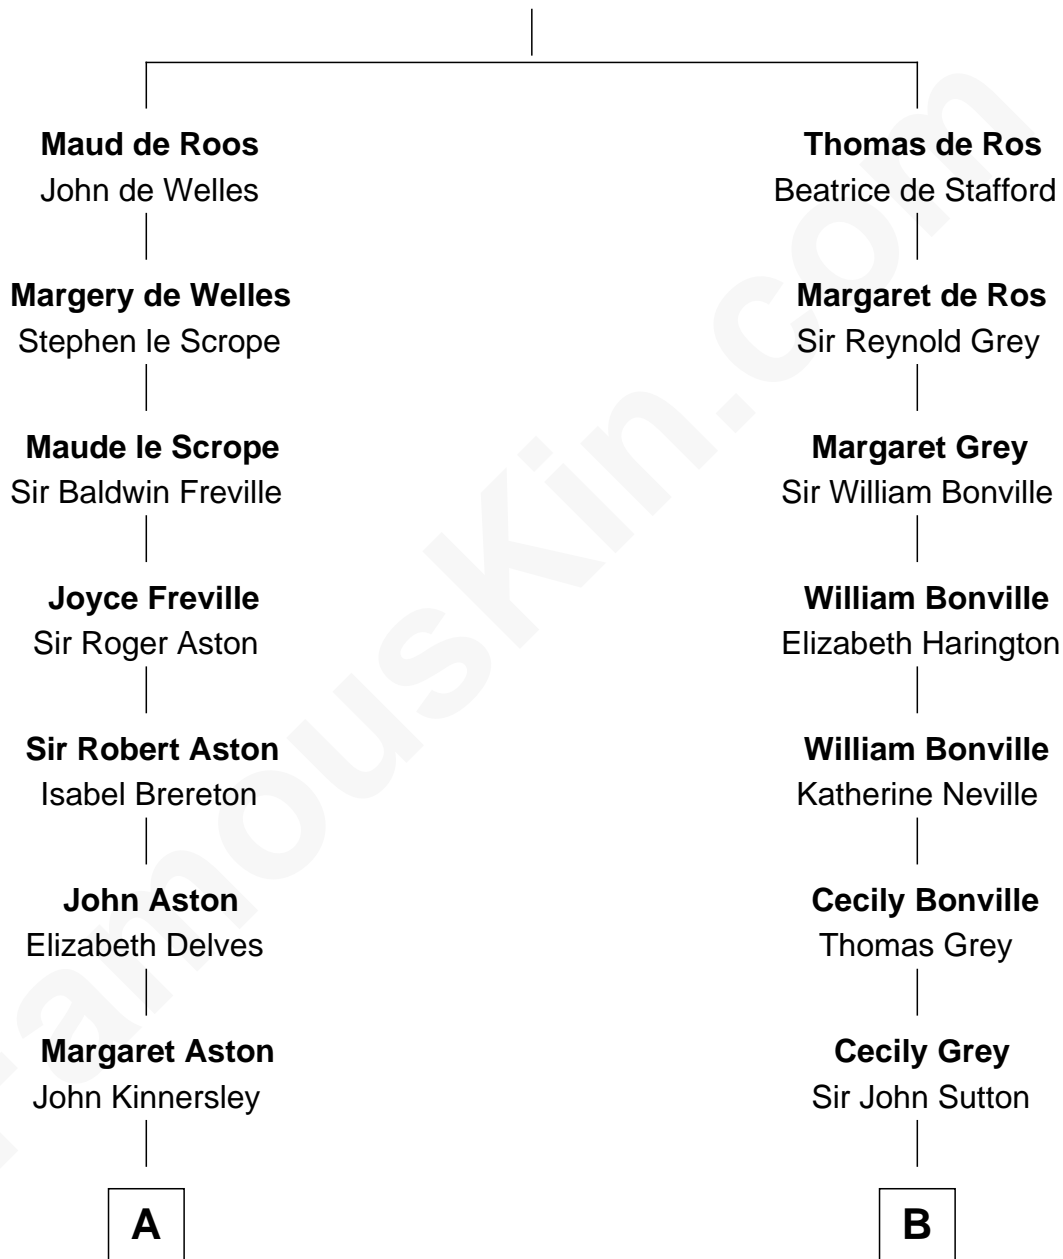 Maud de Roos
John de Welles
Margery de Welles
Stephen le Scrope
Maude le Scrope
Sir Baldwin Freville
Joyce Freville
Sir Roger Aston
Sir Robert Aston
Isabel Brereton
John Aston
Elizabeth Delves
Margaret Aston
John Kinnersley
A
Thomas de Ros
Beatrice de Stafford
Margaret de Ros
Sir Reynold Grey
Margaret Grey
Sir William Bonville
William Bonville
Elizabeth Harington
William Bonville
Katherine Neville
Cecily Bonville
Thomas Grey
Cecily Grey
Sir John Sutton
B
FamousKin.com